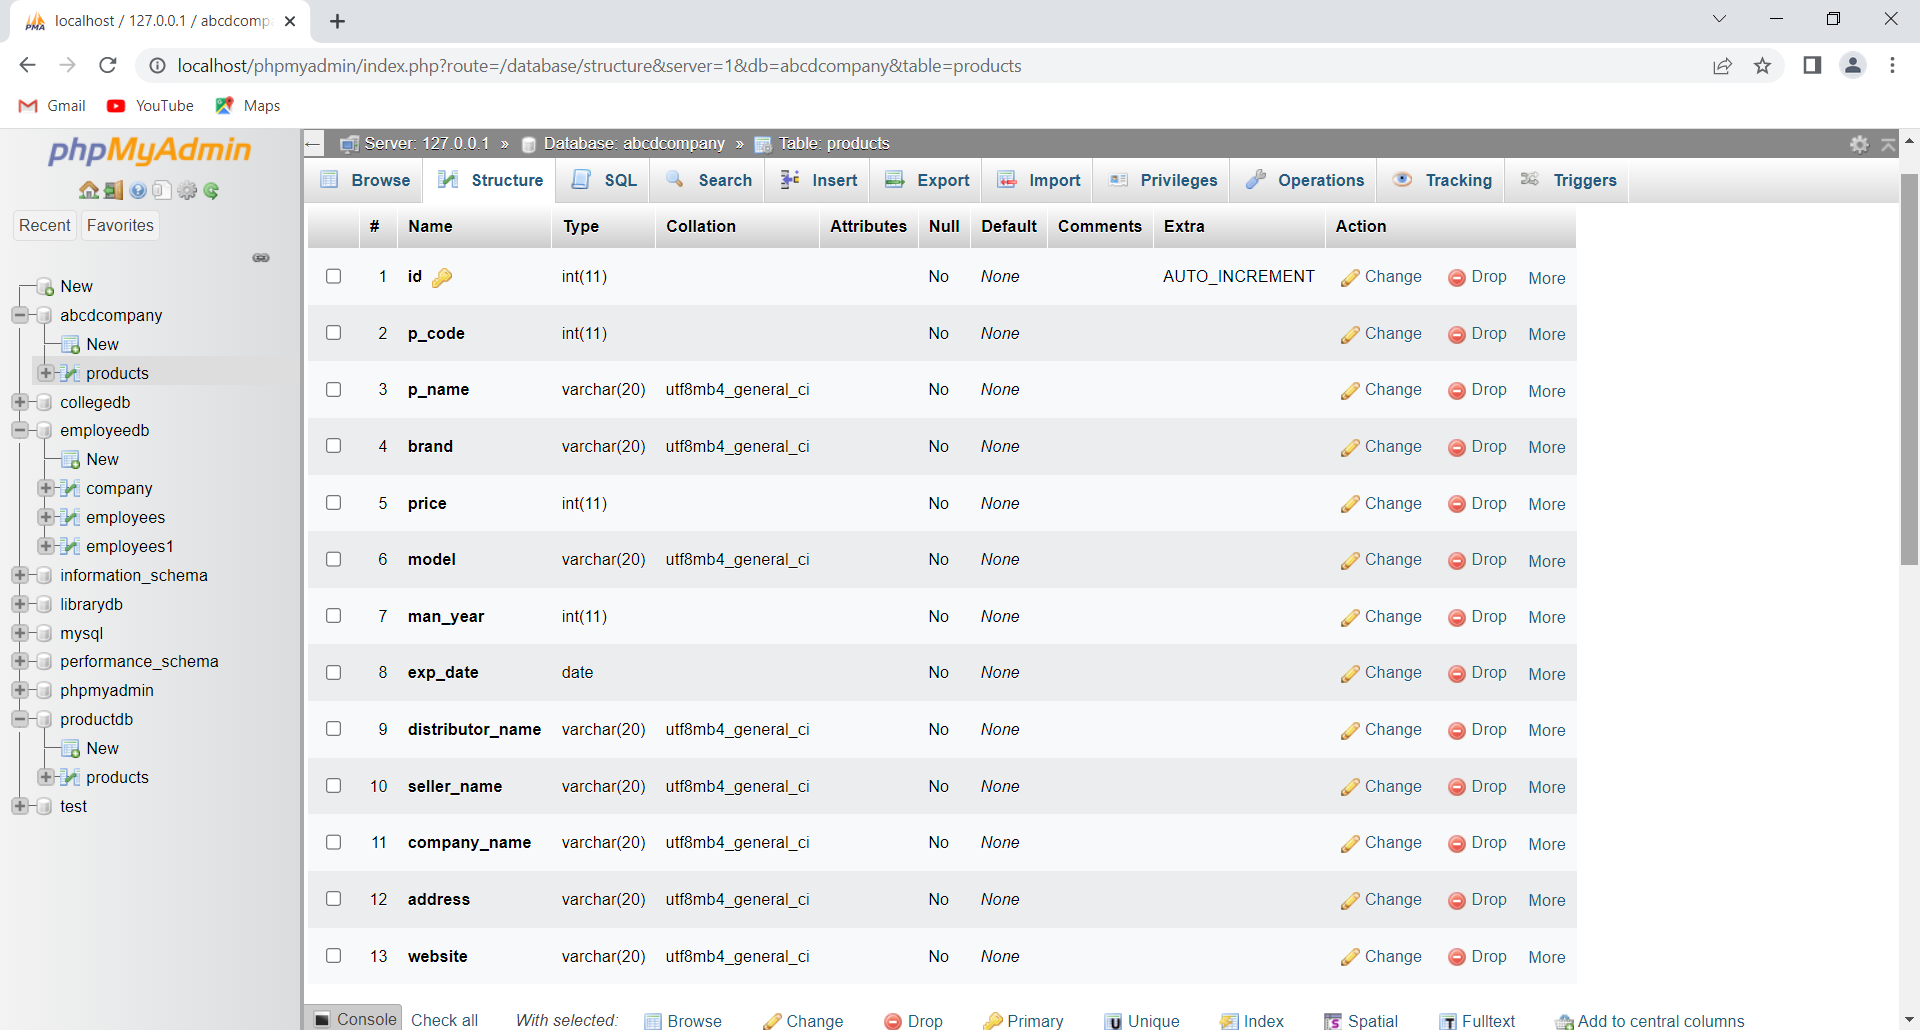 localhost / 127.0.0.1 / abcdcomp
localhost/phpmyadmin/index.php?route=/database/structure&server=1&db=abcdcompany&table=products
Gmail YouTube Maps
phpMyAdmin
Recent Favorites
New
abcdcompany
New
products
collegedb
employeedb
New
company
employees
employees1
information_schema
librarydb
mysql
performance_schema
phpmyadmin
productdb
New
products
test
Server: 127.0.0.1 » Database: abcdcompany » Table: products
Browse Structure SQL Search Insert Export Import Privileges Operations Tracking Triggers
# Name Type Collation Attributes Null Default Comments Extra Action
1 id int(11) No None AUTO_INCREMENT Change Drop More
2 p_code int(11) No None Change Drop More
3 p_name varchar(20) utf8mb4_general_ci No None Change Drop More
4 brand varchar(20) utf8mb4_general_ci No None Change Drop More
5 price int(11) No None Change Drop More
6 model varchar(20) utf8mb4_general_ci No None Change Drop More
7 man_year int(11) No None Change Drop More
8 exp_date date No None Change Drop More
9 distributor_name varchar(20) utf8mb4_general_ci No None Change Drop More
10 seller_name varchar(20) utf8mb4_general_ci No None Change Drop More
11 company_name varchar(20) utf8mb4_general_ci No None Change Drop More
12 address varchar(20) utf8mb4_general_ci No None Change Drop More
13 website varchar(20) utf8mb4_general_ci No None Change Drop More
Console Check all With selected: Browse Change Drop Primary Unique Index Spatial Fulltext Add to central columns